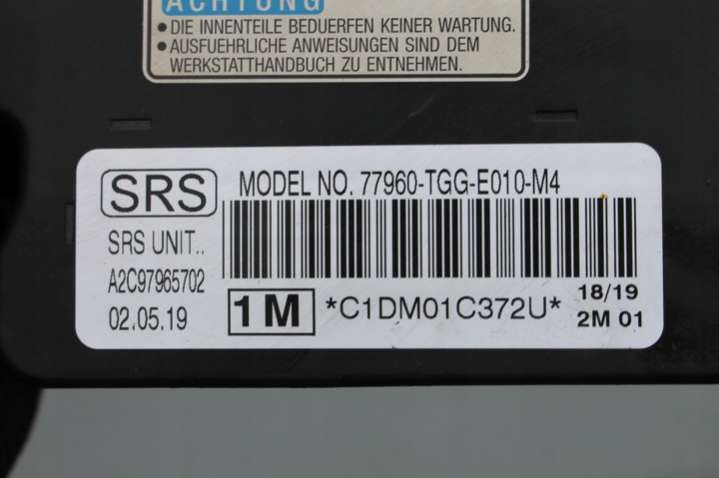 ACHTUNG
• DIE INNENTEILE BEDUERFEN KEINER WARTUNG.
• AUSFUEHRLICHE ANWEISUNGEN SIND DEM
WERKSTATTHANDBUCH ZU ENTNEHMEN.
SRS
MODEL NO. 77960-TGG-E010-M4
SRS UNIT..
A2C97965702
02.05.19
1M
*C1DM01C372U*
18/19
2M 01